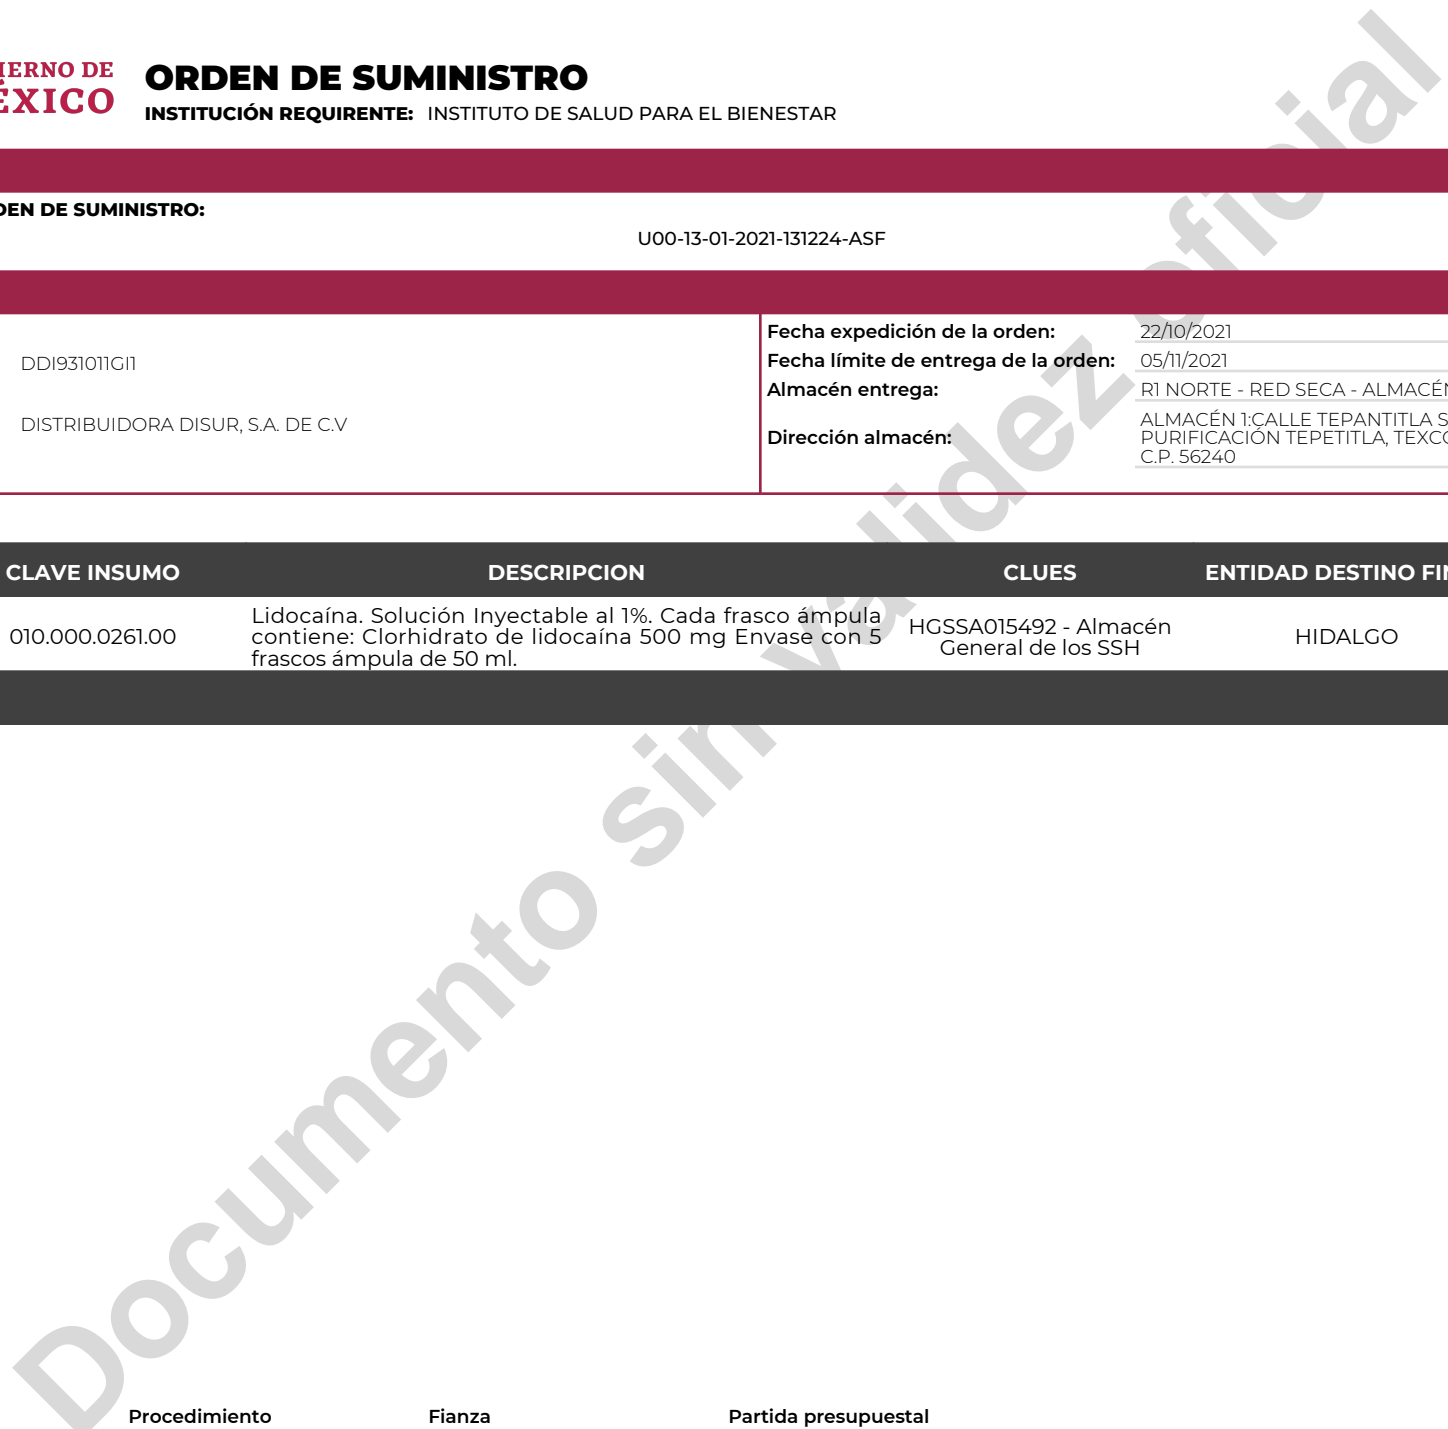 IERNO DE
ÉXICO
ORDEN DE SUMINISTRO
INSTITUCIÓN REQUIRENTE: INSTITUTO DE SALUD PARA EL BIENESTAR
DEN DE SUMINISTRO:
U00-13-01-2021-131224-ASF
DDI931011GI1
DISTRIBUIDORA DISUR, S.A. DE C.V
Fecha expedición de la orden: 22/10/2021
Fecha límite de entrega de la orden: 05/11/2021
Almacén entrega: R1 NORTE - RED SECA - ALMACÉN
Dirección almacén: ALMACÉN 1:CALLE TEPANTITLA S
PURIFICACIÓN TEPETITLA, TEXCO
C.P. 56240
CLAVE INSUMO DESCRIPCION CLUES ENTIDAD DESTINO FIN
010.000.0261.00
Lidocaína. Solución Inyectable al 1%. Cada frasco ámpula
contiene: Clorhidrato de lidocaína 500 mg Envase con 5
frascos ámpula de 50 ml.
HGSSA015492 - Almacén
General de los SSH
HIDALGO
Documento sin validez oficial
Procedimiento Fianza Partida presupuestal